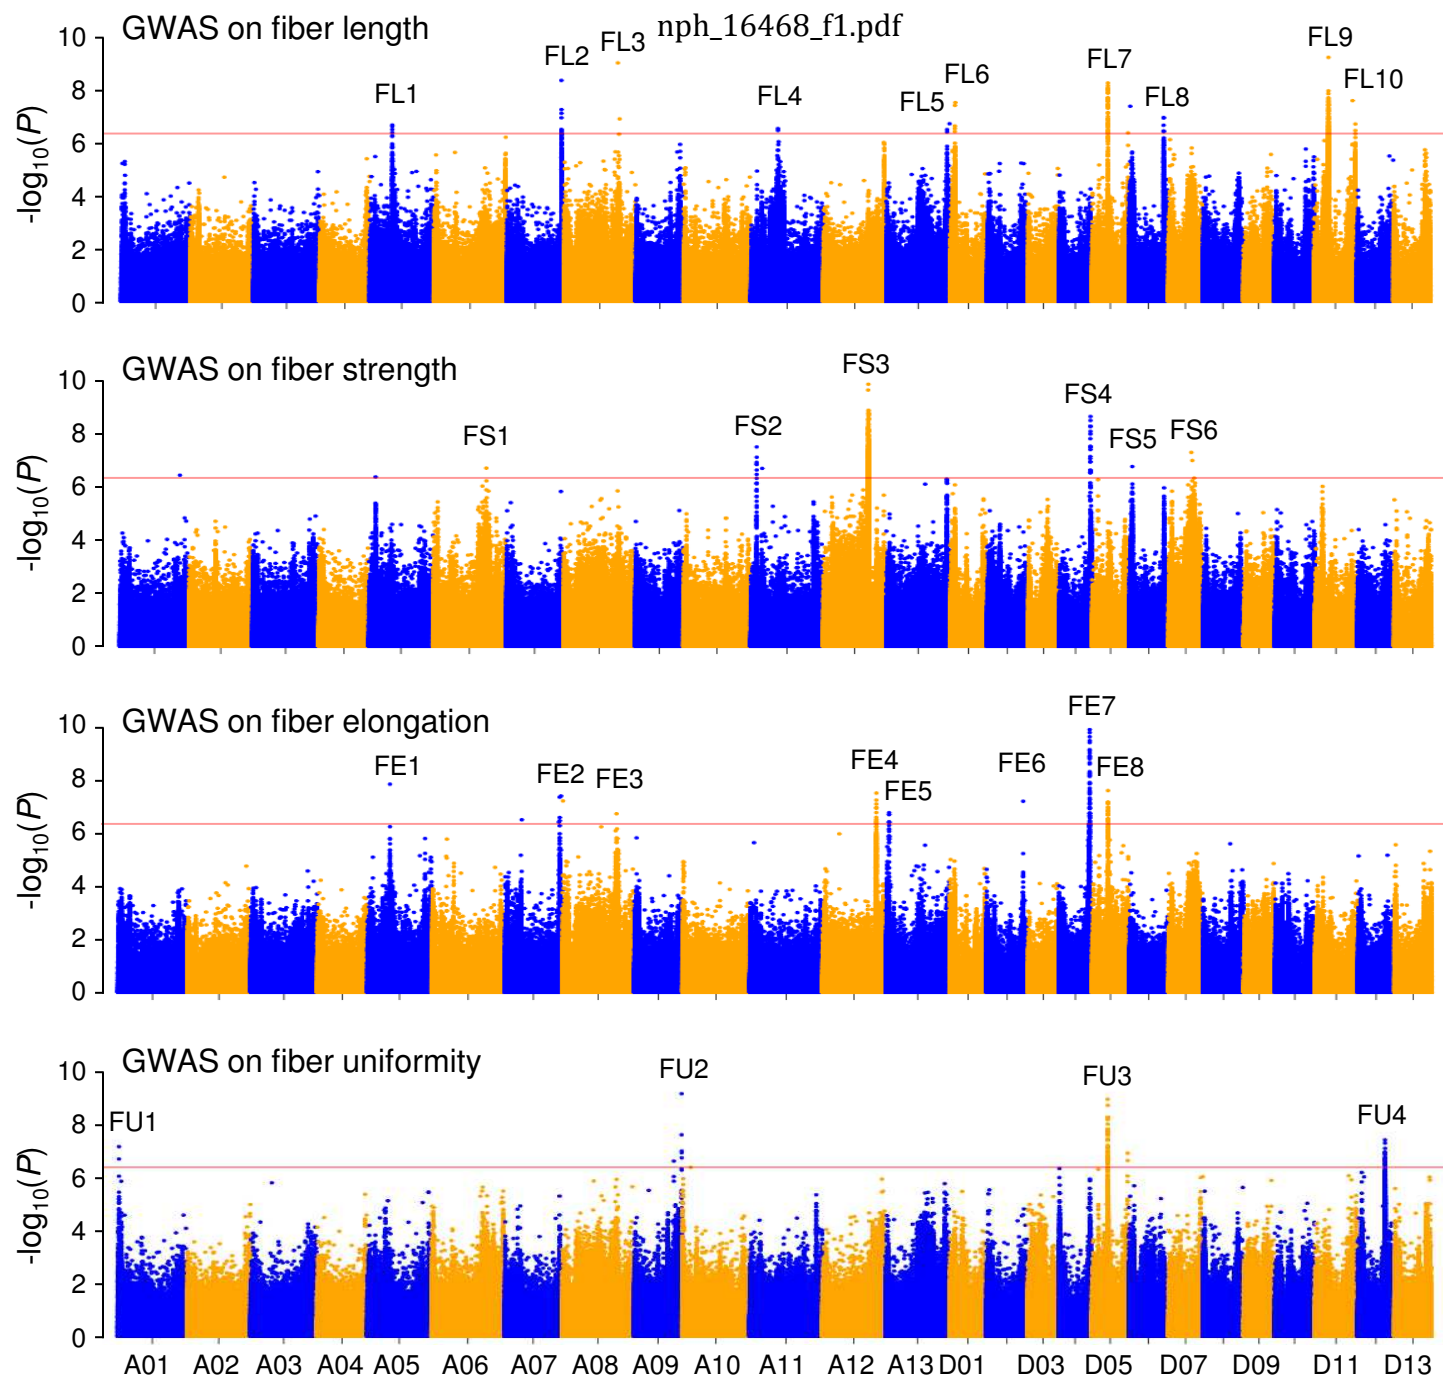 GWAS on fiber length
nph_16468_f1.pdf
10
8
6
4
2
0
-log10(P)
FL1
FL2
FL3
FL4
FL5
FL6
FL7
FL8
FL9
FL10
GWAS on fiber strength
10
8
6
4
2
0
-log10(P)
FS1
FS2
FS3
FS4
FS5
FS6
GWAS on fiber elongation
10
8
6
4
2
0
-log10(P)
FE1
FE2
FE3
FE4
FE5
FE6
FE7
FE8
GWAS on fiber uniformity
10
8
6
4
2
0
-log10(P)
FU1
FU2
FU3
FU4
A01 A02 A03 A04 A05 A06 A07 A08 A09 A10 A11 A12 A13 D01 D03 D05 D07 D09 D11 D13